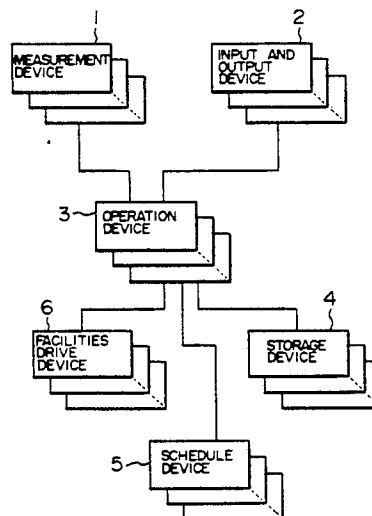 1
2
MEASUREMENT
DEVICE
INPUT AND
OUTPUT
DEVICE
3
OPERATION
DEVICE
6
4
FACILITIES
DRIVE
DEVICE
STORAGE
DEVICE
5
SCHEDULE
DEVICE